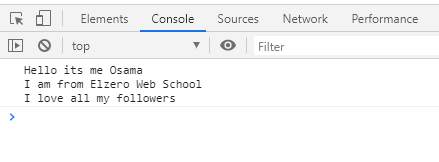 Elements Console Sources Network Performance
top Filter
Hello its me Osama
I am from Elzero Web School
I love all my followers